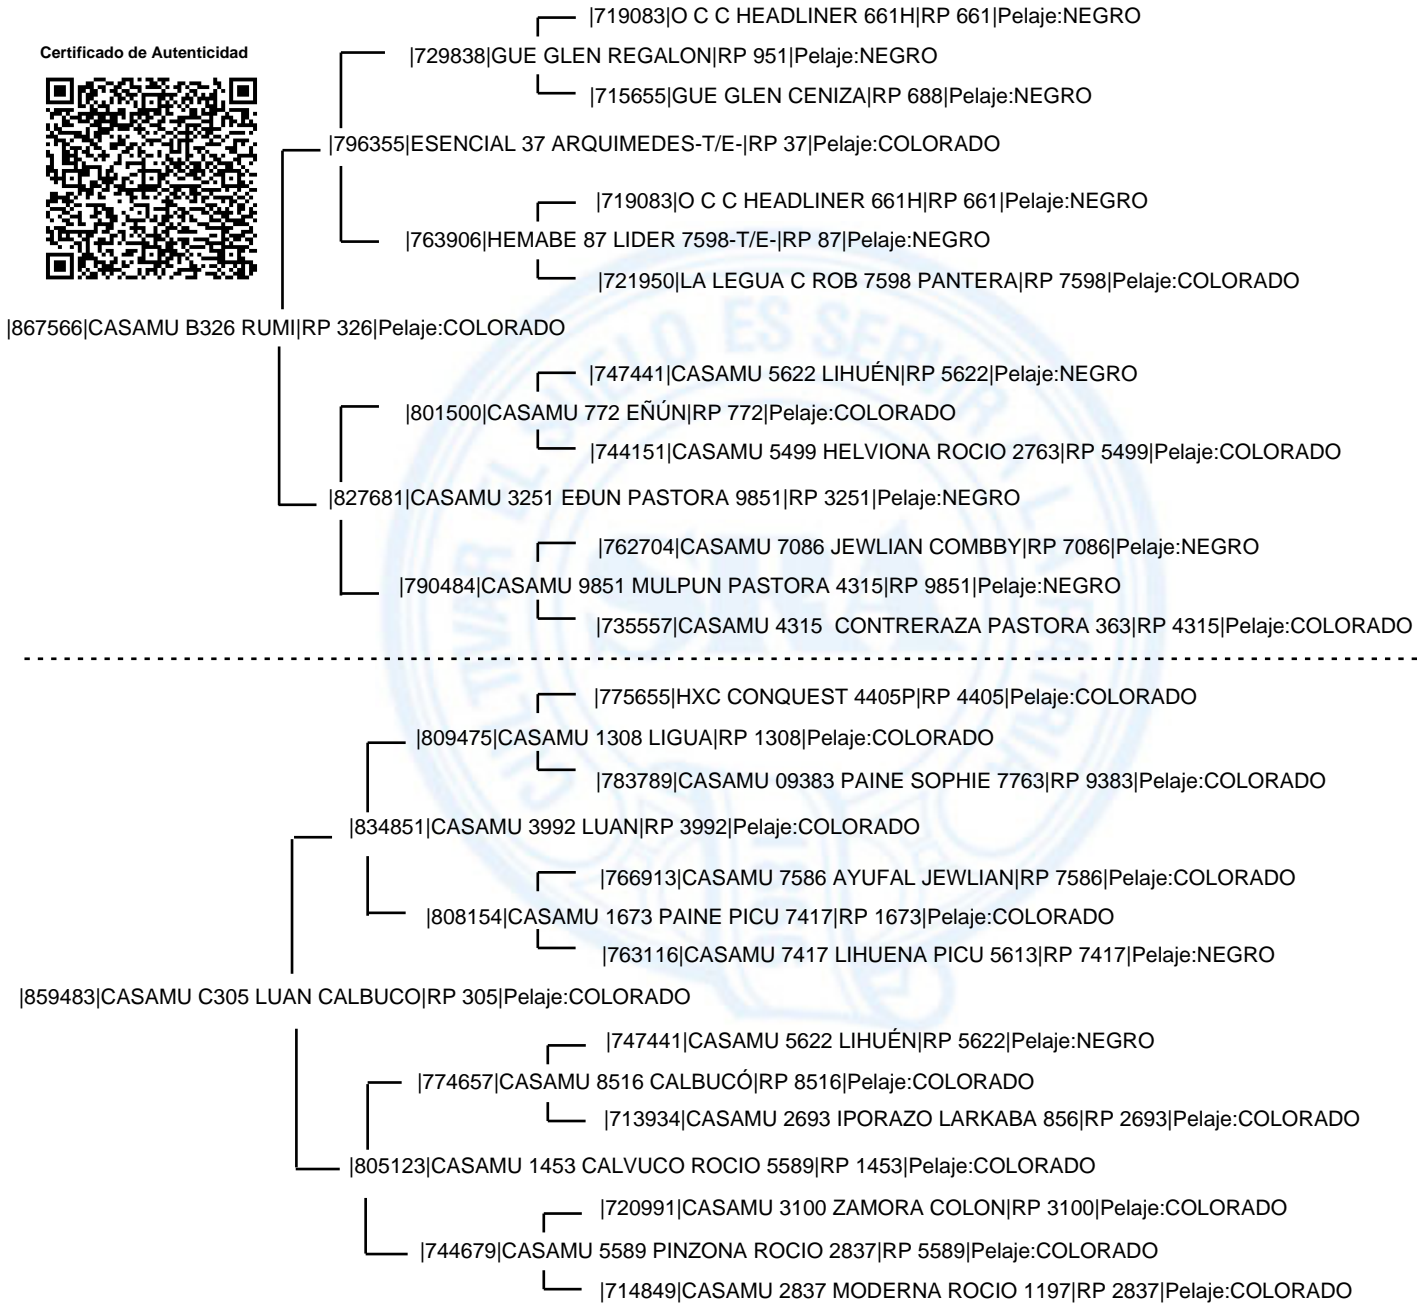 |719083|O C C HEADLINER 661H|RP 661|Pelaje:NEGRO
Certificado de Autenticidad
|729838|GUE GLEN REGALON|RP 951|Pelaje:NEGRO
|715655|GUE GLEN CENIZA|RP 688|Pelaje:NEGRO
|796355|ESENCIAL 37 ARQUIMEDES-T/E-|RP 37|Pelaje:COLORADO
|719083|O C C HEADLINER 661H|RP 661|Pelaje:NEGRO
|763906|HEMABE 87 LIDER 7598-T/E-|RP 87|Pelaje:NEGRO
|721950|LA LEGUA C ROB 7598 PANTERA|RP 7598|Pelaje:COLORADO
|867566|CASAMU B326 RUMI|RP 326|Pelaje:COLORADO
|747441|CASAMU 5622 LIHUÉN|RP 5622|Pelaje:NEGRO
|801500|CASAMU 772 EÑÚN|RP 772|Pelaje:COLORADO
|744151|CASAMU 5499 HELVIONA ROCIO 2763|RP 5499|Pelaje:COLORADO
|827681|CASAMU 3251 EÐUN PASTORA 9851|RP 3251|Pelaje:NEGRO
|762704|CASAMU 7086 JEWLIAN COMBBY|RP 7086|Pelaje:NEGRO
|790484|CASAMU 9851 MULPUN PASTORA 4315|RP 9851|Pelaje:NEGRO
|735557|CASAMU 4315  CONTRERAZA PASTORA 363|RP 4315|Pelaje:COLORADO
|775655|HXC CONQUEST 4405P|RP 4405|Pelaje:COLORADO
|809475|CASAMU 1308 LIGUA|RP 1308|Pelaje:COLORADO
|783789|CASAMU 09383 PAINE SOPHIE 7763|RP 9383|Pelaje:COLORADO
|834851|CASAMU 3992 LUAN|RP 3992|Pelaje:COLORADO
|766913|CASAMU 7586 AYUFAL JEWLIAN|RP 7586|Pelaje:COLORADO
|808154|CASAMU 1673 PAINE PICU 7417|RP 1673|Pelaje:COLORADO
|763116|CASAMU 7417 LIHUENA PICU 5613|RP 7417|Pelaje:NEGRO
|859483|CASAMU C305 LUAN CALBUCO|RP 305|Pelaje:COLORADO
|747441|CASAMU 5622 LIHUÉN|RP 5622|Pelaje:NEGRO
|774657|CASAMU 8516 CALBUCÓ|RP 8516|Pelaje:COLORADO
|713934|CASAMU 2693 IPORAZO LARKABA 856|RP 2693|Pelaje:COLORADO
|805123|CASAMU 1453 CALVUCO ROCIO 5589|RP 1453|Pelaje:COLORADO
|720991|CASAMU 3100 ZAMORA COLON|RP 3100|Pelaje:COLORADO
|744679|CASAMU 5589 PINZONA ROCIO 2837|RP 5589|Pelaje:COLORADO
|714849|CASAMU 2837 MODERNA ROCIO 1197|RP 2837|Pelaje:COLORADO
CULTIVAR EL SUELO ES SERVIR A LA PATRIA
SRA
1866